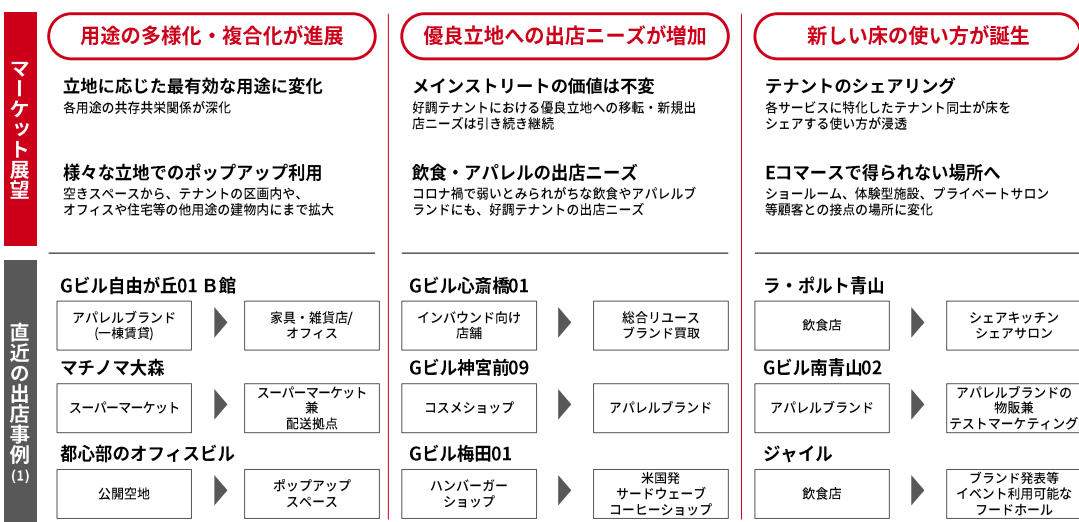 マーケット展望
用途の多様化・複合化が進展
立地に応じた最有効な用途に変化
各用途の共存共栄関係が深化
様々な立地でのポップアップ利用
空きスペースから、テナントの区画内や、
オフィスや住宅等の他用途の建物内にまで拡大
優良立地への出店ニーズが増加
メインストリートの価値は不変
好調テナントにおける優良立地への移転・新規出
店ニーズは引き続き継続
飲食・アパレルの出店ニーズ
コロナ禍で弱いとみられがちな飲食やアパレルブ
ランドにも、好調テナントの出店ニーズ
新しい床の使い方が誕生
テナントのシェアリング
各サービスに特化したテナント同士が床を
シェアする使い方が浸透
Eコマースで得られない場所へ
ショールーム、体験型施設、プライベートサロン
等顧客との接点の場所に変化
直近の出店事例(1)
Gビル自由が丘01 B館
アパレルブランド
(一棟賃貸)
家具・雑貨店/
オフィス
マチノマ大森
スーパーマーケット
スーパーマーケット
兼
配送拠点
都心部のオフィスビル
公開空地
ポップアップ
スペース
Gビル心斎橋01
インバウンド向け
店舗
総合リユース
ブランド買取
Gビル神宮前09
コスメショップ
アパレルブランド
Gビル梅田01
ハンバーガー
ショップ
米国発
サードウェーブ
コーヒーショップ
ラ・ポルト青山
飲食店
シェアキッチン
シェアサロン
Gビル南青山02
アパレルブランド
アパレルブランドの
物販兼
テストマーケティング
ジャイル
飲食店
ブランド発表等
イベント利用可能な
フードホール